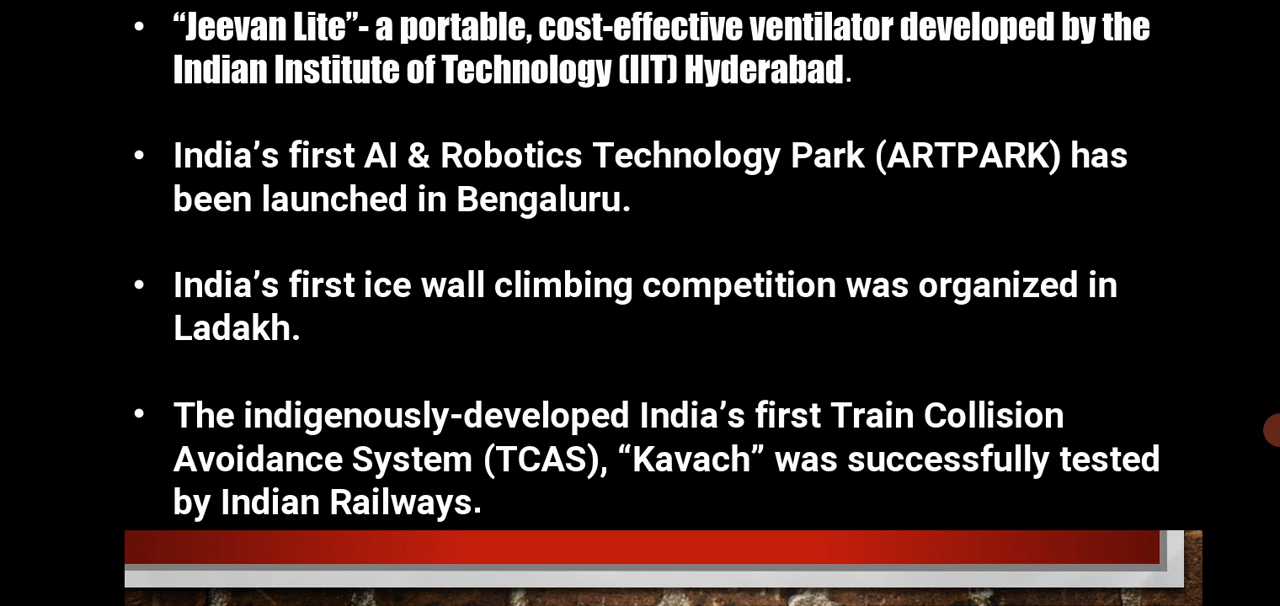 • “Jeevan Lite”- a portable, cost-effective ventilator developed by the
Indian Institute of Technology (IIT) Hyderabad.
• India’s first AI & Robotics Technology Park (ARTPARK) has
been launched in Bengaluru.
• India’s first ice wall climbing competition was organized in
Ladakh.
• The indigenously-developed India’s first Train Collision
Avoidance System (TCAS), “Kavach” was successfully tested
by Indian Railways.